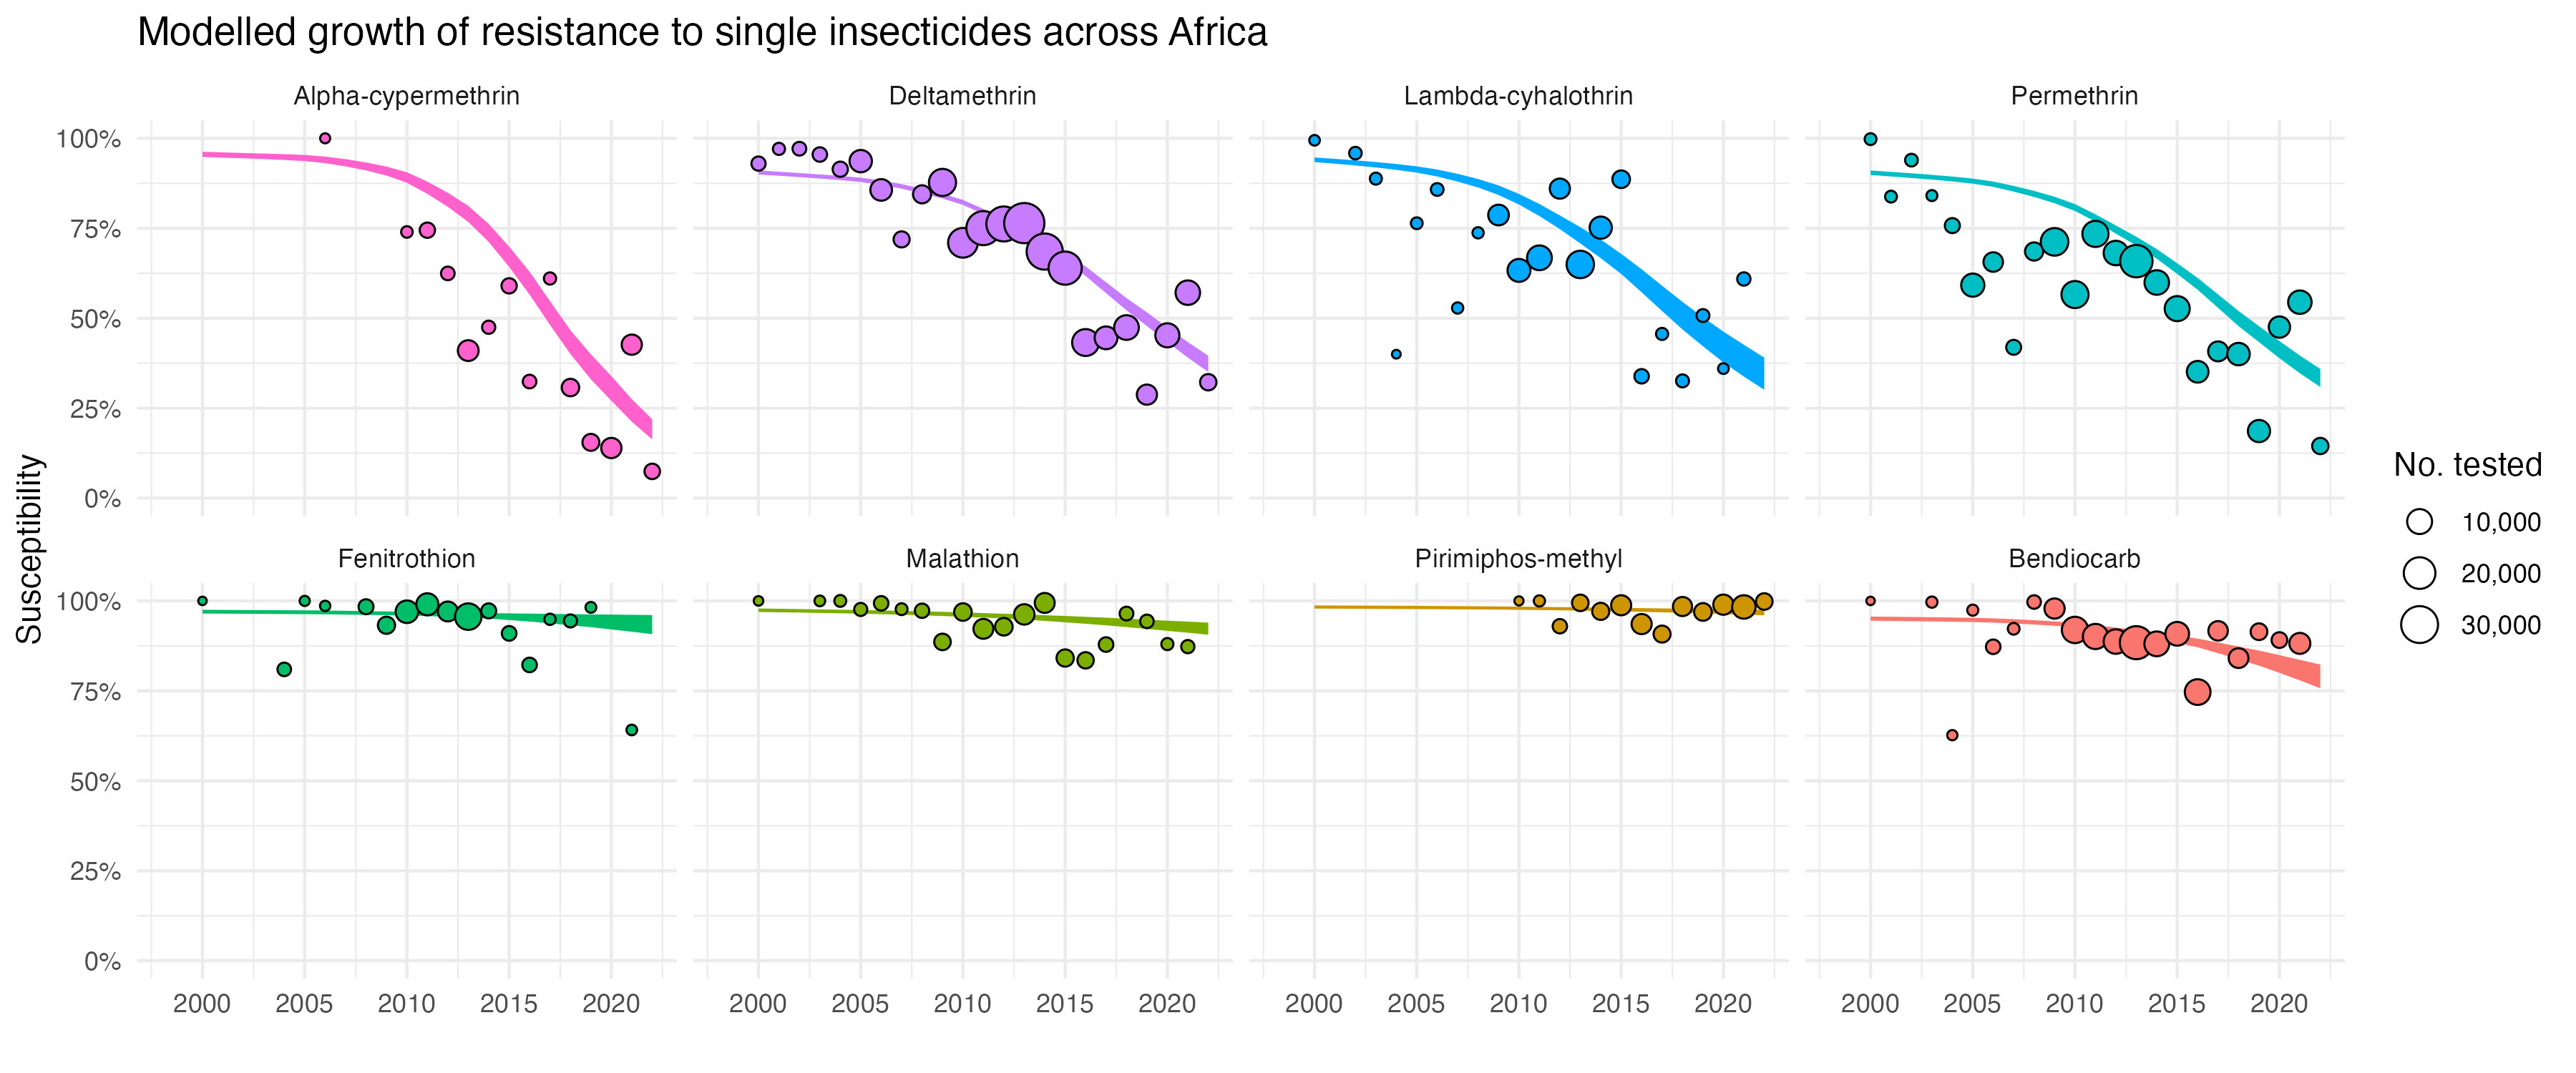 Modelled growth of resistance to single insecticides across Africa
Alpha-cypermethrin
Deltamethrin
Lambda-cyhalothrin
Permethrin
100%
75%
50%
25%
0%
Susceptibility
Fenitrothion
Malathion
Pirimiphos-methyl
Bendiocarb
100%
75%
50%
25%
0%
2000 2005 2010 2015 2020
2000 2005 2010 2015 2020
2000 2005 2010 2015 2020
2000 2005 2010 2015 2020
No. tested
10,000
20,000
30,000